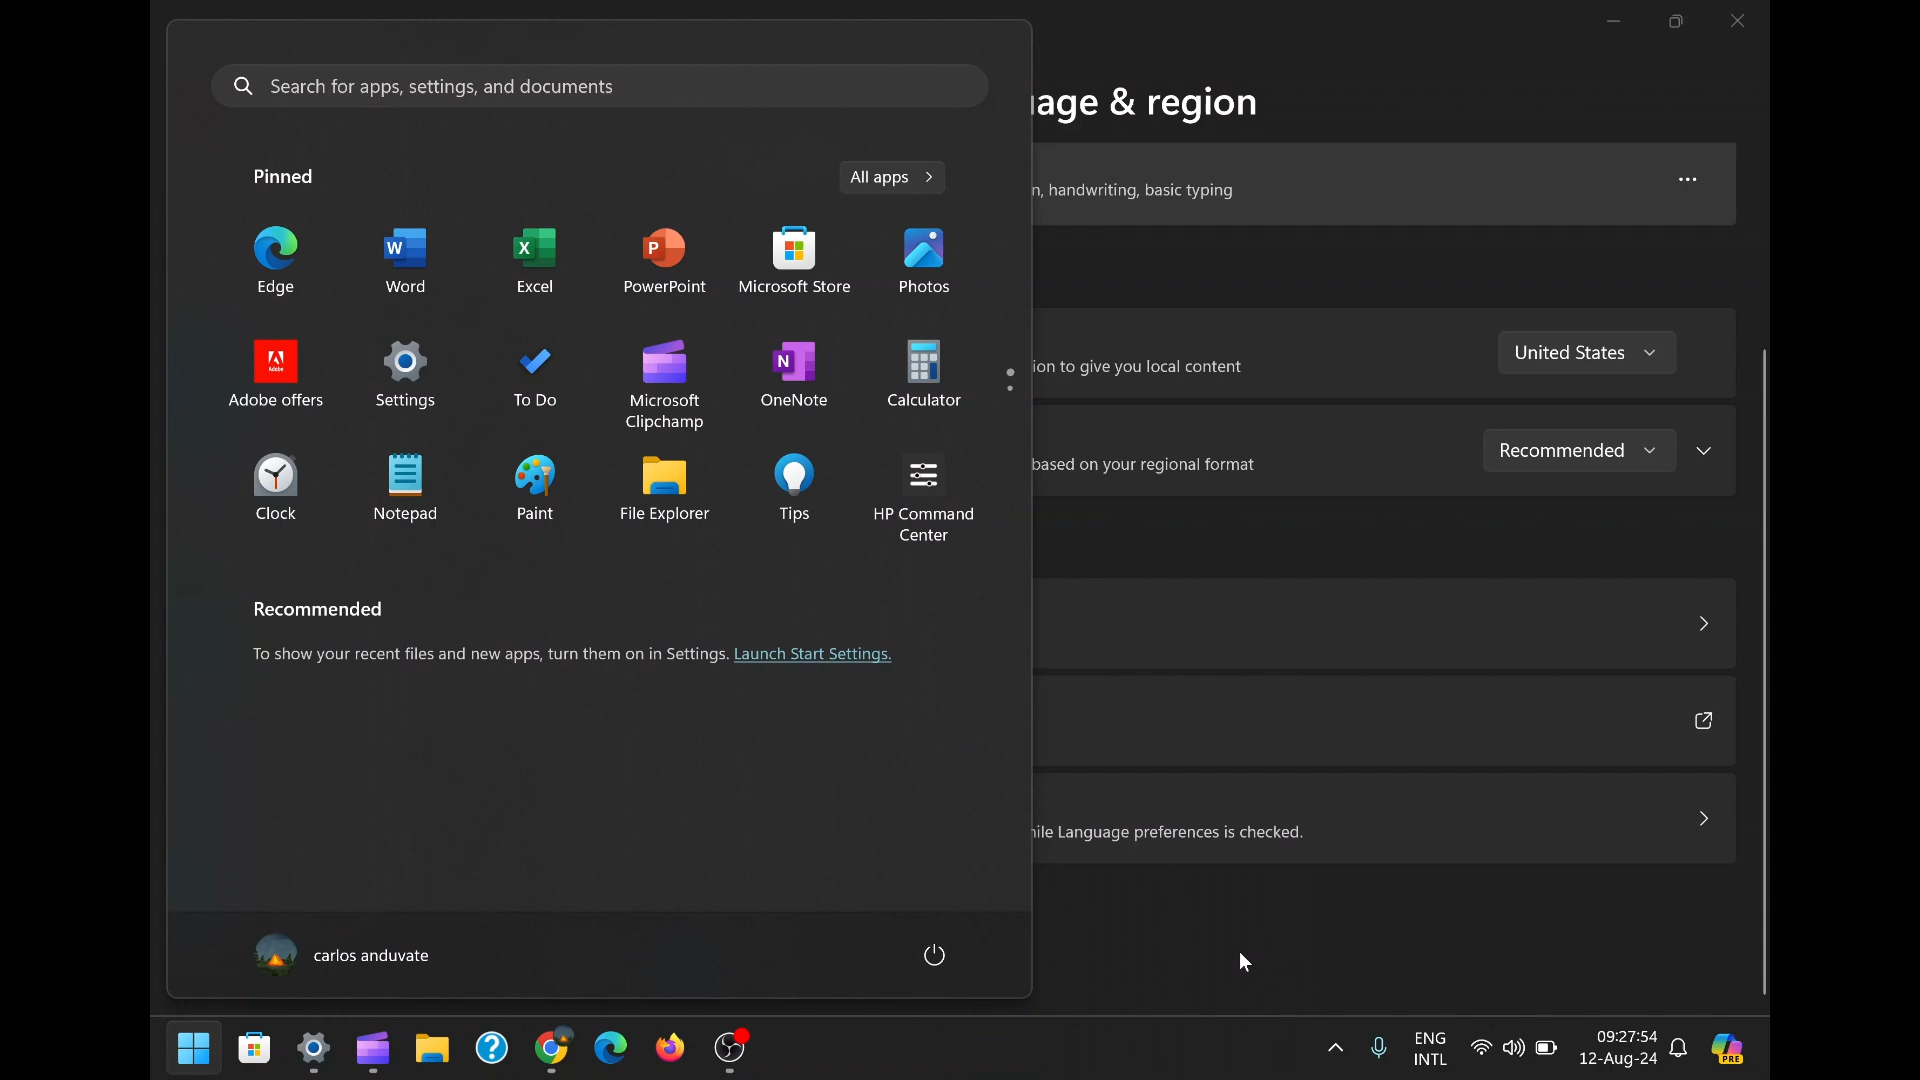 Search for apps, settings, and documents
Pinned
All apps
Edge
Word
Excel
PowerPoint
Microsoft Store
Photos
Adobe offers
Settings
To Do
Microsoft
Clipchamp
OneNote
Calculator
Clock
Notepad
Paint
File Explorer
Tips
HP Command
Center
Recommended
To show your recent files and new apps, turn them on in Settings. Launch Start Settings.
carlos anduvate
age & region
handwriting, basic typing
United States
ion to give you local content
Recommended
based on your regional format
ile Language preferences is checked.
ENG
INTL
09:27:54
12-Aug-24
PRE